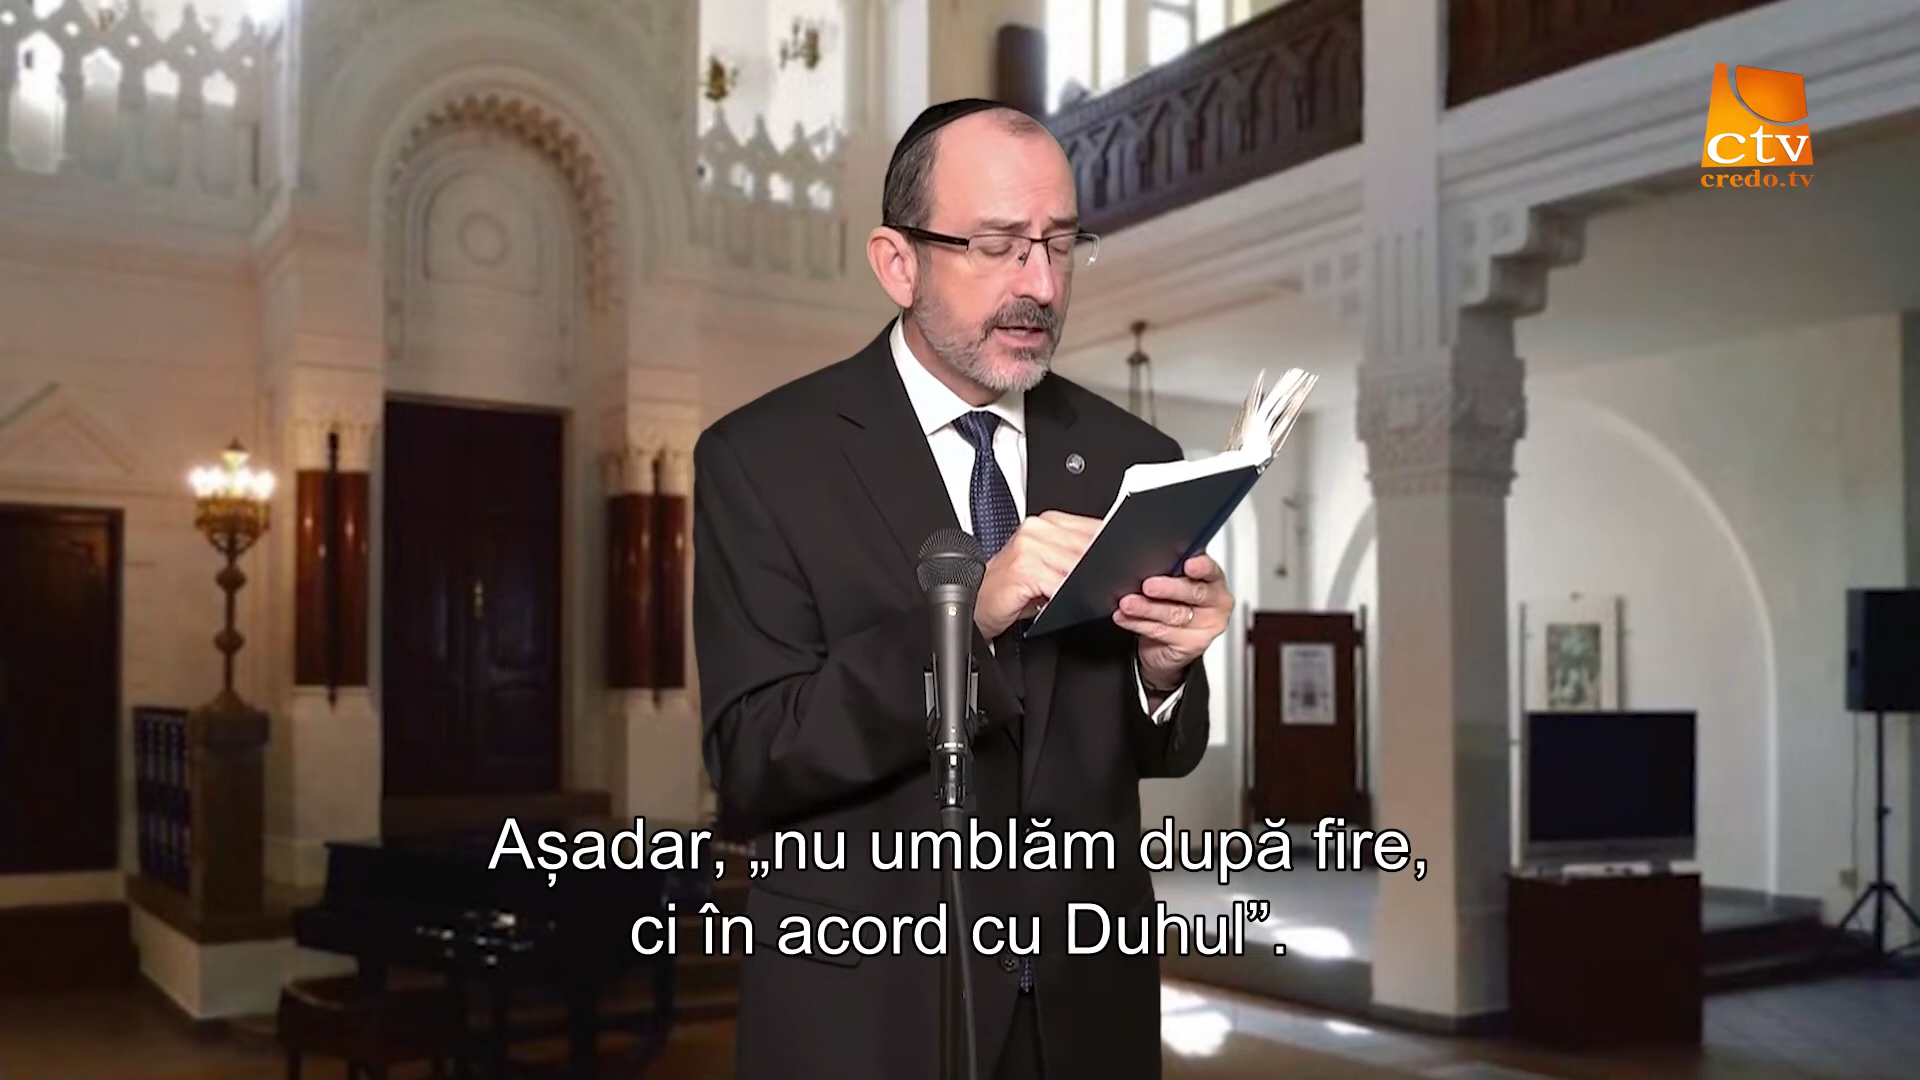 ctv
credo.tv
Așadar, „nu umblăm după fire,
ci în acord cu Duhul”.